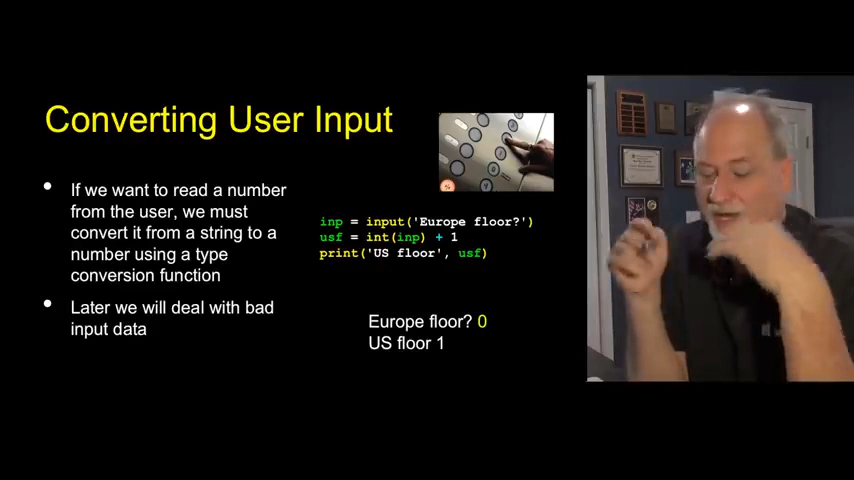 Converting User Input
• If we want to read a number
from the user, we must
convert it from a string to a
number using a type
conversion function
• Later we will deal with bad
input data
inp = input('Europe floor?')
usf = int(inp) + 1
print('US floor', usf)
Europe floor? 0
US floor 1